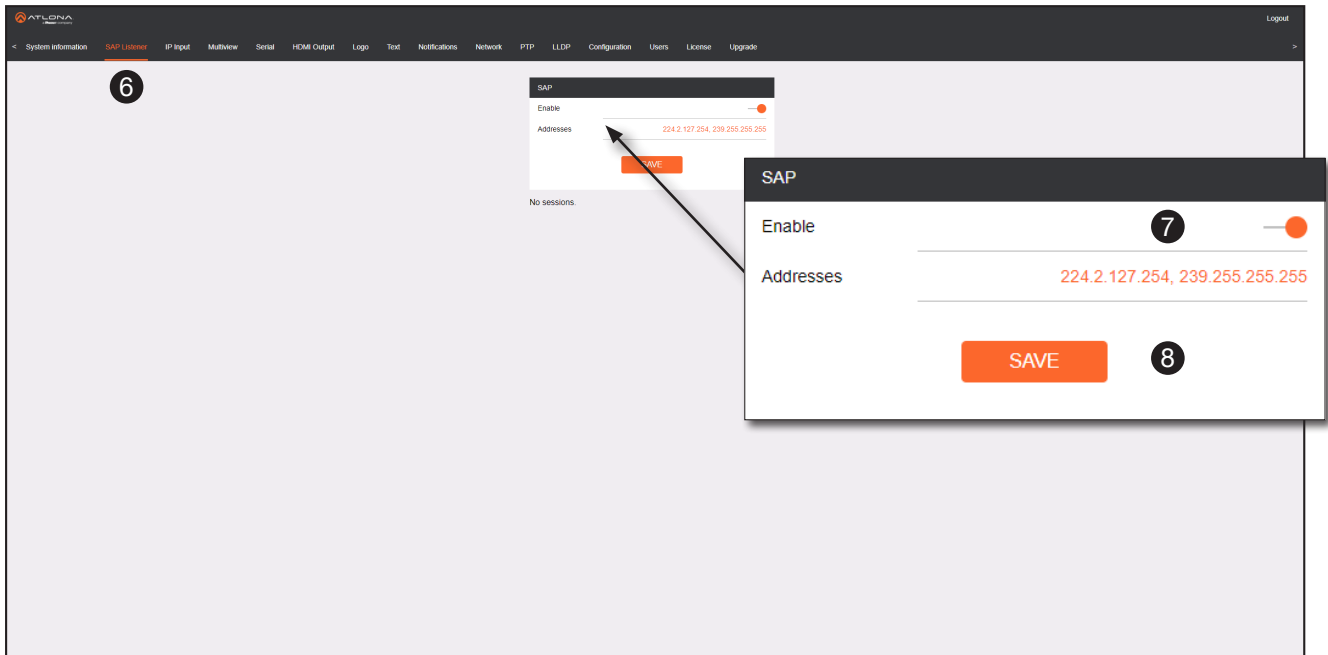 ATLONA
a Panduit company
Logout
< System information SAP Listener IP Input Multiview Serial HDMI Output Logo Text Notifications Network PTP LLDP Configuration Users License Upgrade >
6
SAP
Enable
Addresses 224.2.127.254, 239.255.255.255
SAVE
No sessions.
SAP
Enable 7
Addresses 224.2.127.254, 239.255.255.255
SAVE 8